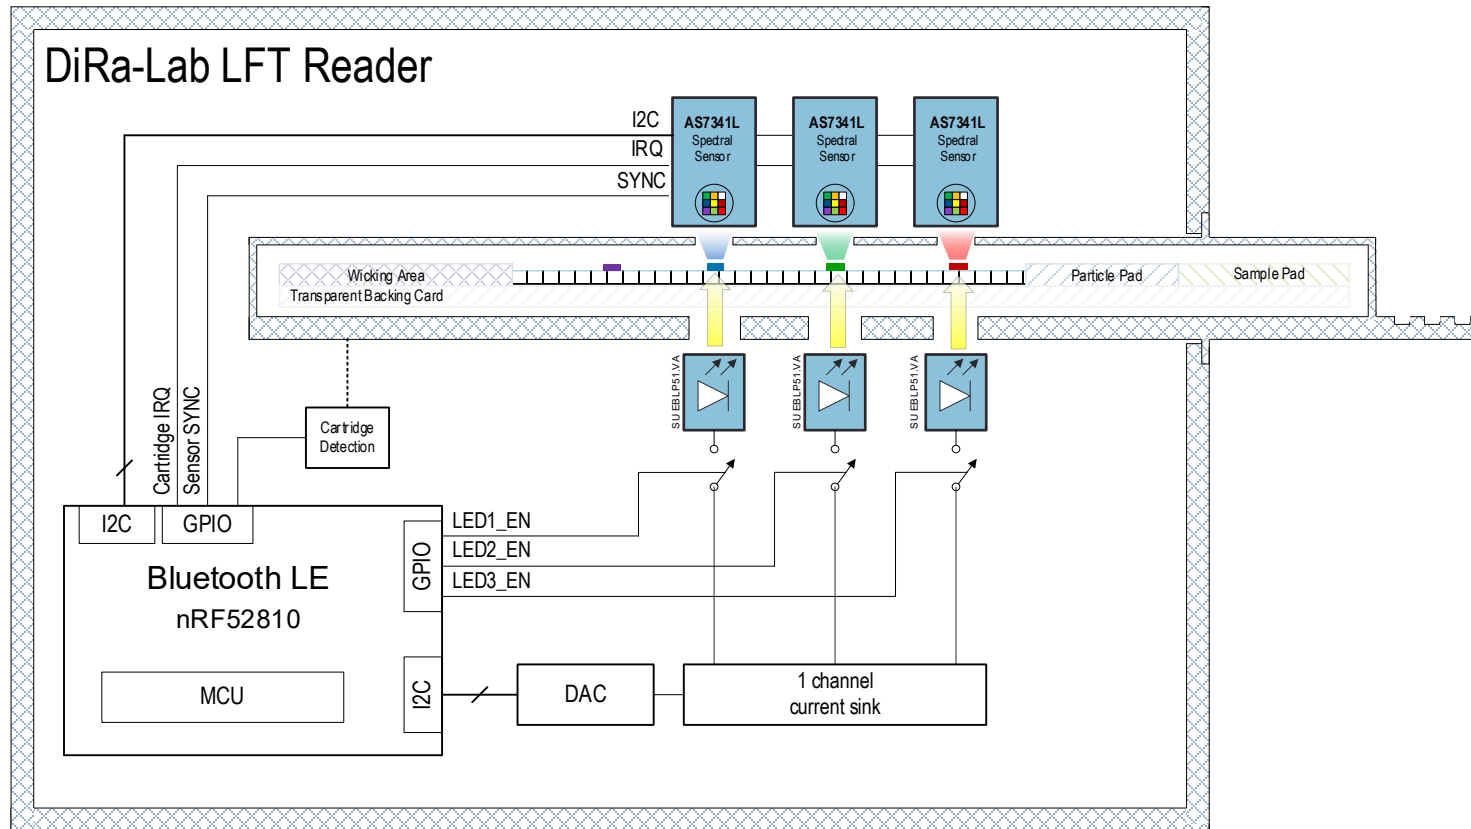 DiRa-Lab LFT Reader
I2C
IRQ
SYNC
AS7341L
Spectral
Sensor
AS7341L
Spectral
Sensor
AS7341L
Spectral
Sensor
Wicking Area
Particle Pad
Sample Pad
Transparent Backing Card
SUEBLP51.VA
SUEBLP51.VA
SUEBLP51.VA
Cartridge IRQ
Sensor SYNC
Cartridge
Detection
I2C
GPIO
GPIO
LED1_EN
LED2_EN
LED3_EN
Bluetooth LE
nRF52810
MCU
I2C
DAC
1 channel
current sink